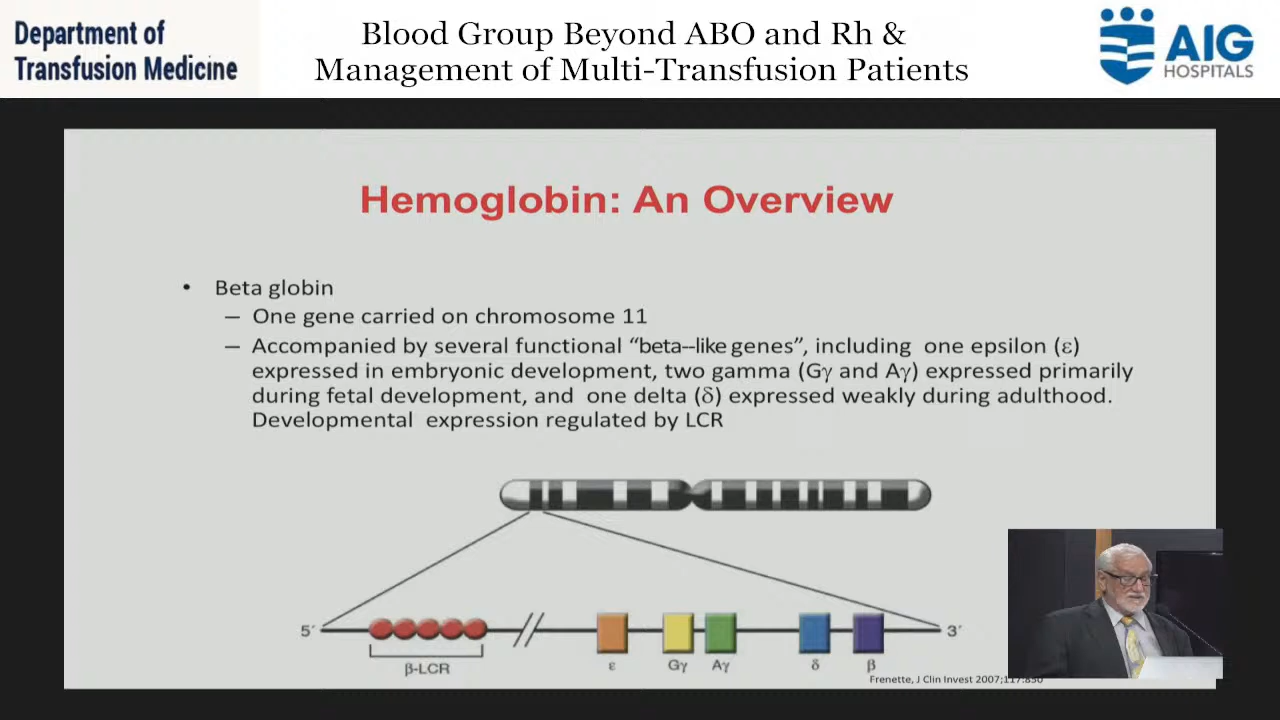 Department of
Transfusion Medicine
Blood Group Beyond ABO and Rh &
Management of Multi-Transfusion Patients
AIG
HOSPITALS
Hemoglobin: An Overview
• Beta globin
– One gene carried on chromosome 11
– Accompanied by several functional “beta--like genes”, including one epsilon (ε)
expressed in embryonic development, two gamma (Gγ and Aγ) expressed primarily
during fetal development, and one delta (δ) expressed weakly during adulthood.
Developmental expression regulated by LCR
5´ 3´
β-LCR ε Gγ Aγ δ β
Frenette, J Clin Invest 2007;117:850